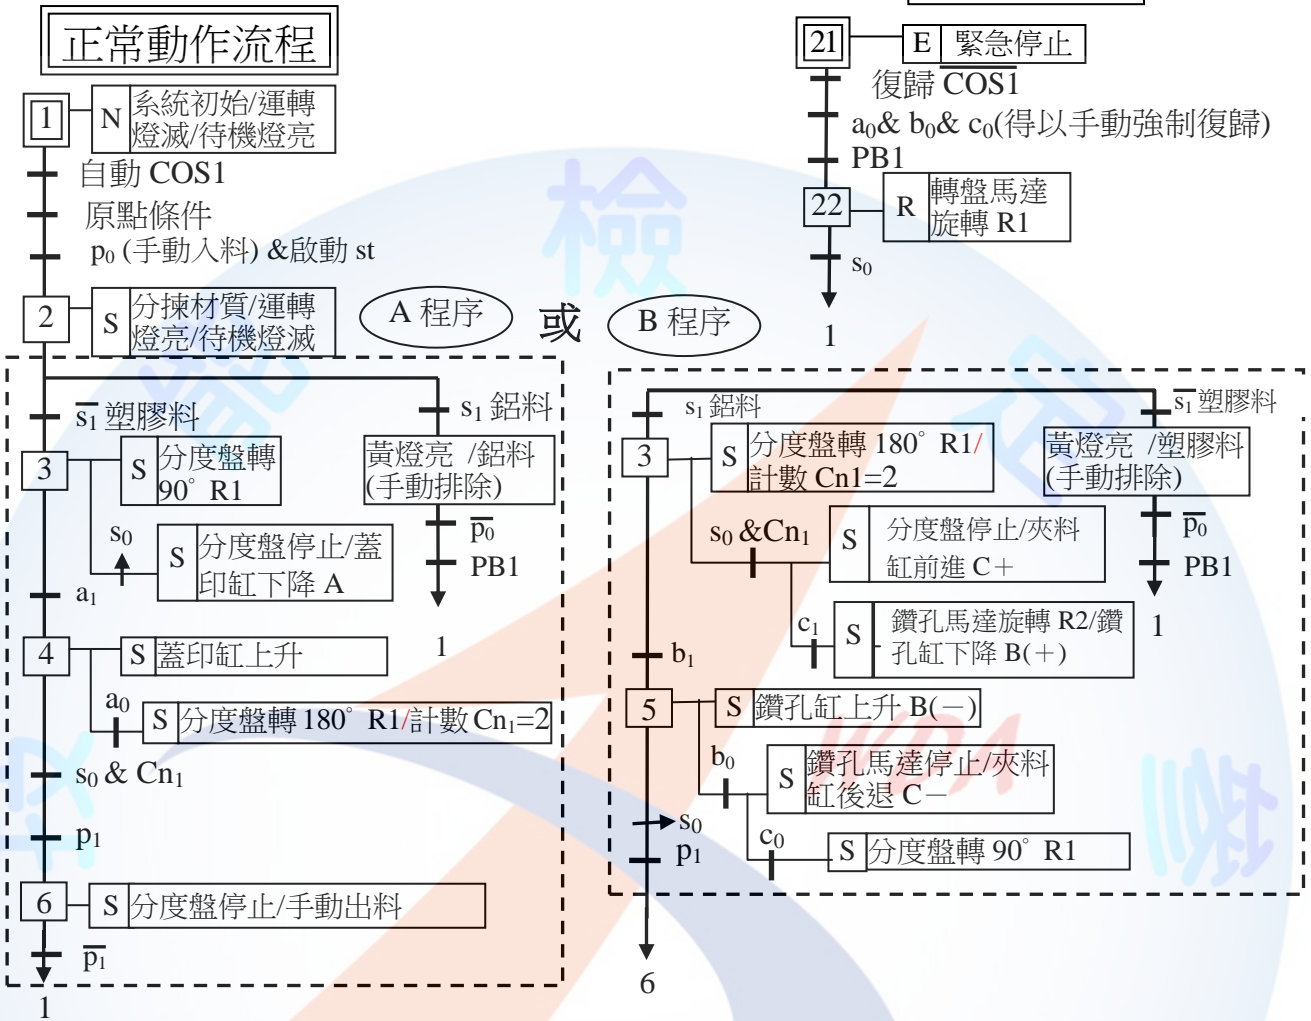 正常動作流程
1
N
系統初始/運轉
燈滅/待機燈亮
自動 COS1
原點條件
p₀ (手動入料) &啟動 st
2
S
分揀材質/運轉
燈亮/待機燈滅
A 程序
或
B 程序
21
E
緊急停止
復歸 C̅O̅S̅1̅
a₀& b₀& c₀(得以手動強制復歸)
PB1
22
R
轉盤馬達
旋轉 R1
s₀
1
s̅₁̅ 塑膠料
s₁ 鋁料
3
S
分度盤轉
90° R1
黃燈亮 /鋁料
(手動排除)
s₀
S
分度盤停止/蓋
印缸下降 A
p̅₀̅
PB1
1
a₁
4
S
蓋印缸上升
a₀
S
分度盤轉 180° R1/計數 Cn₁=2
s₀ & Cn₁
p₁
6
S
分度盤停止/手動出料
p̅₁̅
1
s₁ 鋁料
s̅₁̅ 塑膠料
3
S
分度盤轉 180° R1/
計數 Cn1=2
黃燈亮 /塑膠料
(手動排除)
s₀ &Cn₁
S
分度盤停止/夾料
缸前進 C＋
p̅₀̅
PB1
1
c₁
S
鑽孔馬達旋轉 R2/鑽
孔缸下降 B(＋)
b₁
5
S
鑽孔缸上升 B(－)
b₀
S
鑽孔馬達停止/夾料
缸後退 C－
s₀
p₁
c₀
S
分度盤轉 90° R1
6
WDA
技
能
檢
定